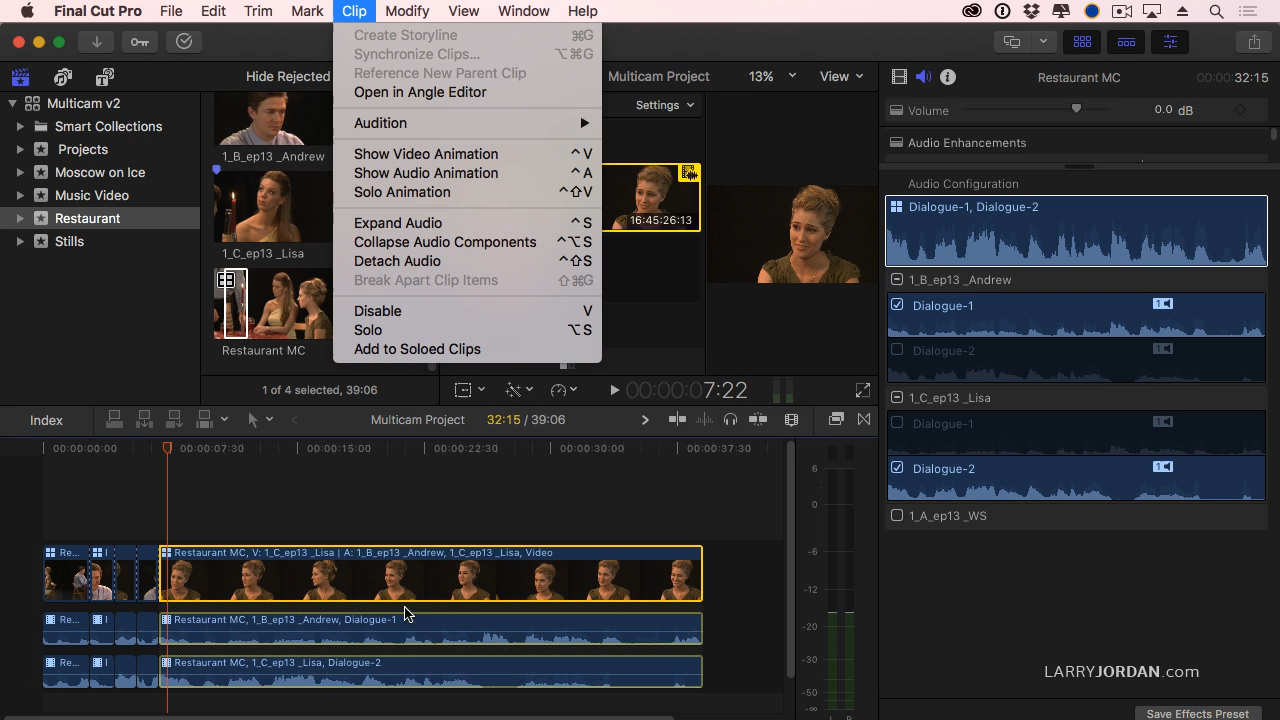 Final Cut Pro File Edit Trim Mark Clip Modify View Window Help
Create Storyline ⌘G
Synchronize Clips... ⌥⌘G
Reference New Parent Clip
Open in Angle Editor
Audition
Show Video Animation ⌃V
Show Audio Animation ⌃A
Solo Animation ⌃⇧V
Expand Audio ⌃S
Collapse Audio Components ⌃⌥S
Detach Audio ⌃⇧S
Break Apart Clip Items ⇧⌘G
Disable V
Solo ⌥S
Add to Soloed Clips
Hide Rejected
Multicam Project 13% View
Settings
Multicam v2
Smart Collections
Projects
Moscow on Ice
Music Video
Restaurant
Stills
1_B_ep13 _Andrew
1_C_ep13 _Lisa
Restaurant MC
1 of 4 selected, 39:06
16:45:26:13
00:00:07:22
Restaurant MC 00:00:32:15
Volume 0.0 dB
Audio Enhancements
Audio Configuration
Dialogue-1, Dialogue-2
1_B_ep13 _Andrew
Dialogue-1 1
Dialogue-2 1
1_C_ep13 _Lisa
Dialogue-1 1
Dialogue-2 1
1_A_ep13 _WS
LARRYJORDAN.com
Save Effects Preset
Index Multicam Project 32:15 / 39:06
00:00:00:00 00:00:07:30 00:00:15:00 00:00:22:30 00:00:30:00 00:00:37:30
Re... Restaurant MC, V: 1_C_ep13 _Lisa | A: 1_B_ep13 _Andrew, 1_C_ep13 _Lisa, Video
Re... Restaurant MC, 1_B_ep13 _Andrew, Dialogue-1
Re... Restaurant MC, 1_C_ep13 _Lisa, Dialogue-2
6
0
-6
-12
-20
-30
-50
-∞